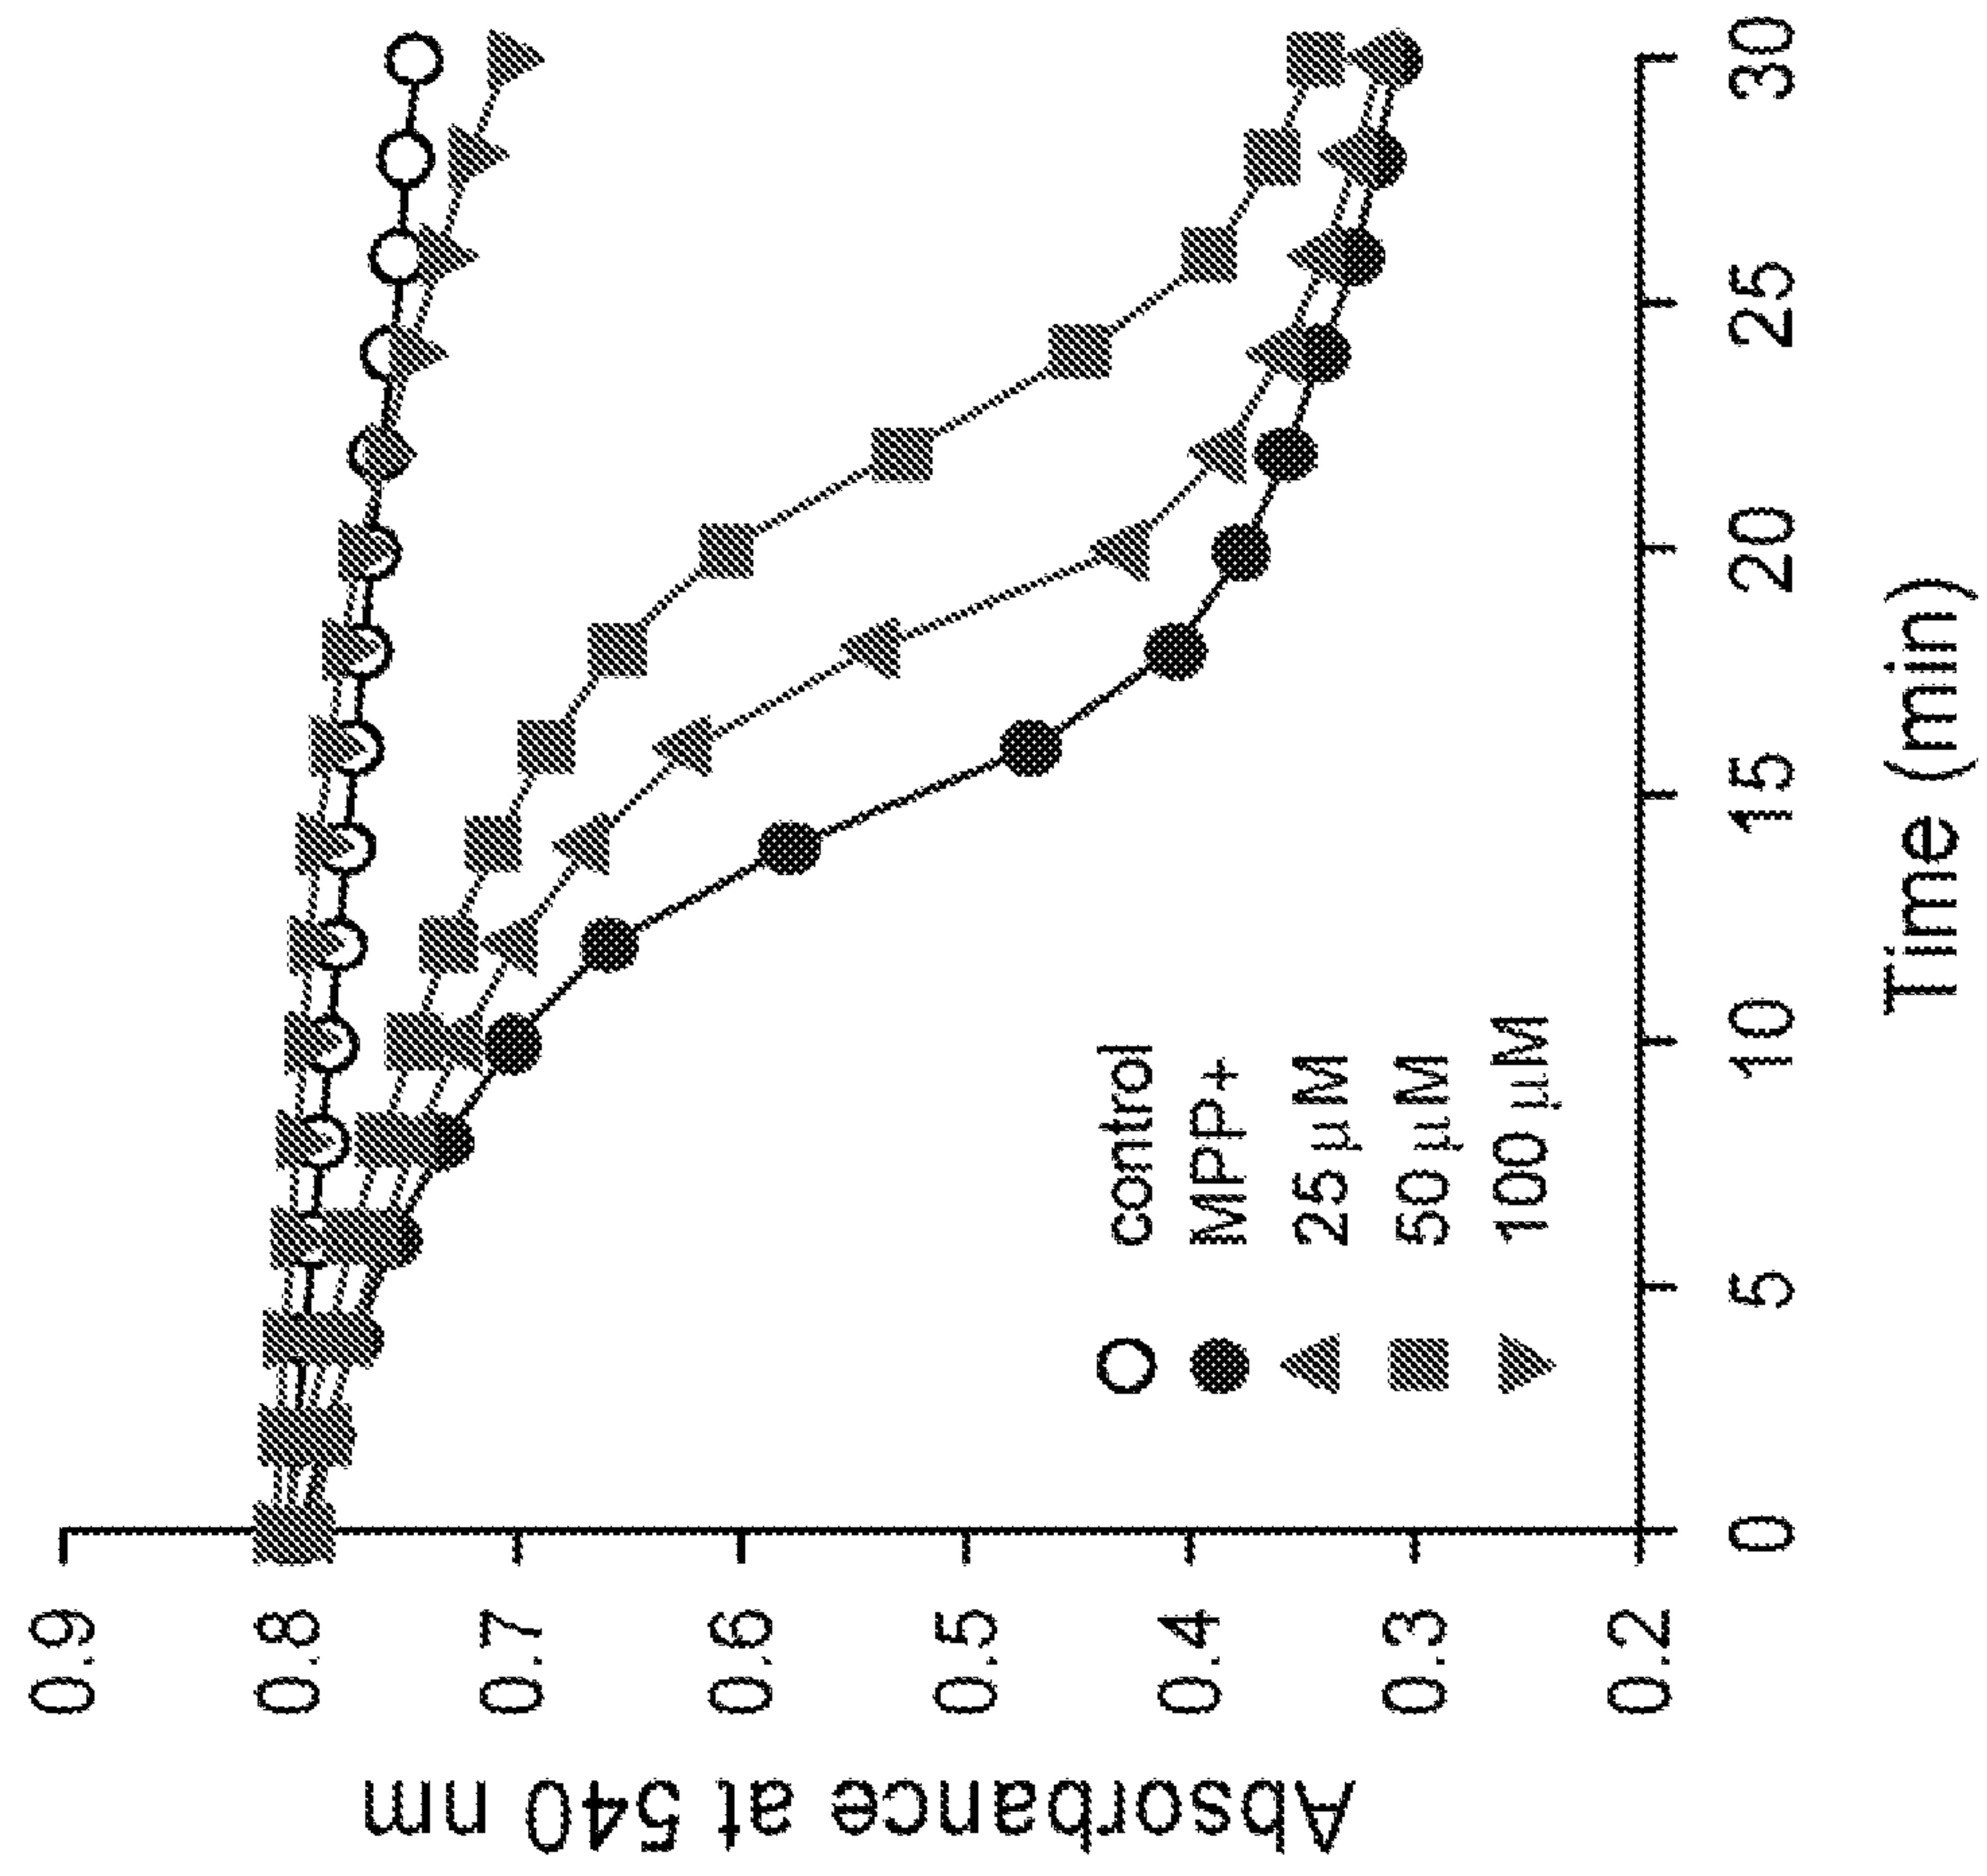 Absorbance at 540 nm
0.9
0.8
0.7
0.6
0.5
0.4
0.3
0.2
control
MPP+
25 μM
50 μM
100 μM
0 5 10 15 20 25 30
Time (min)